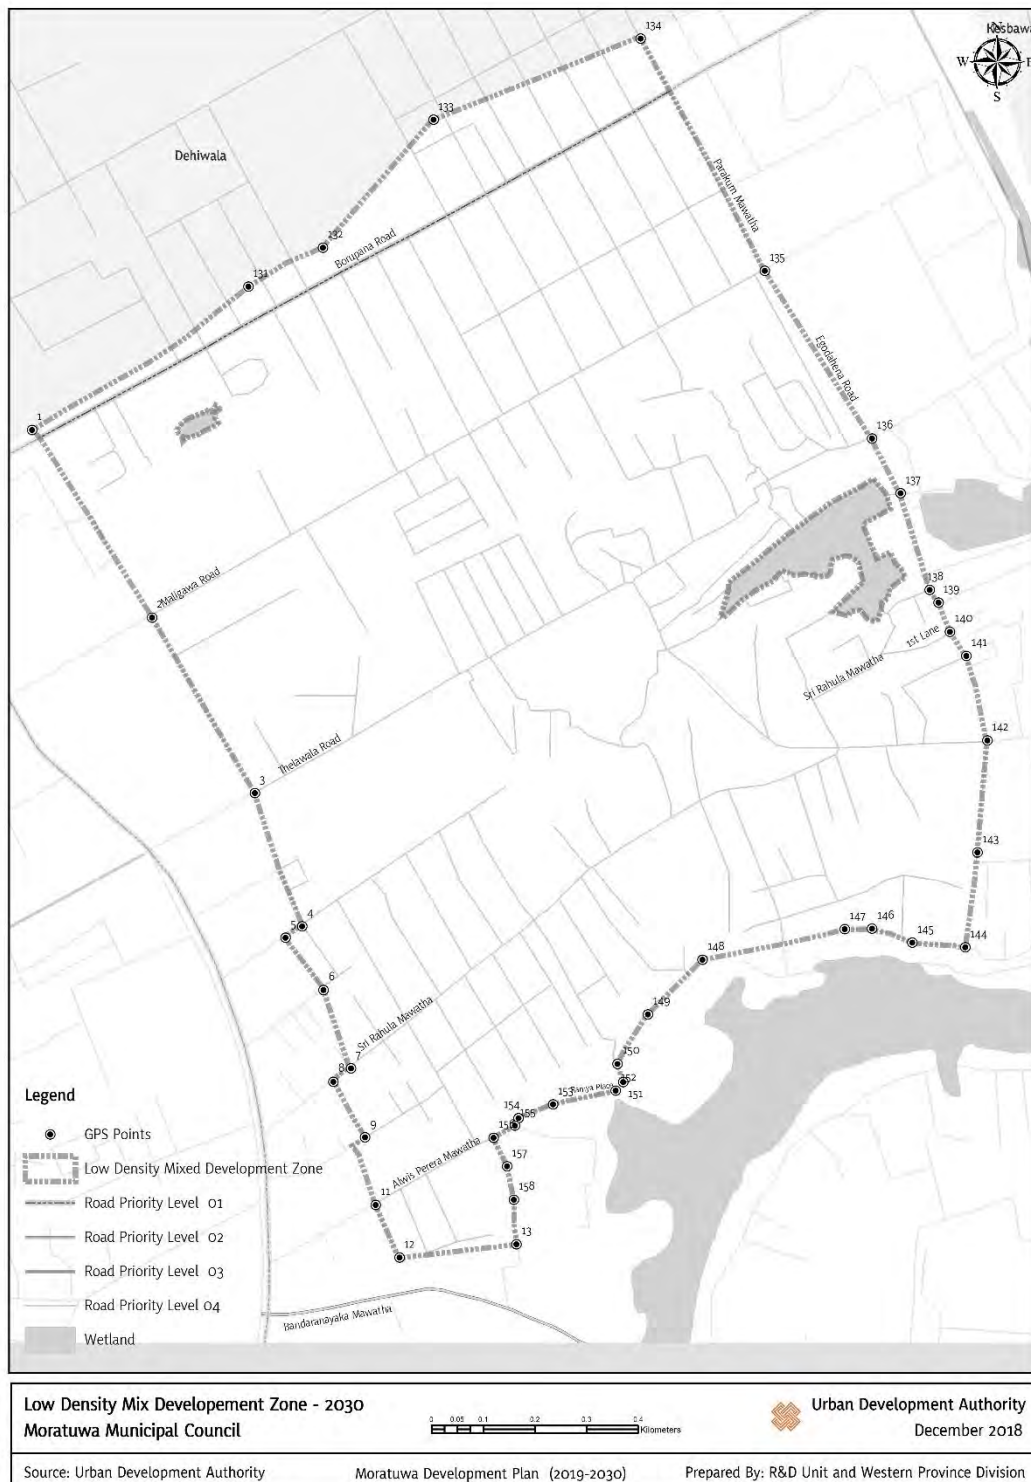 134
Kesbawa
N
W
E
S
133
Dehiwala
Parakum Mawatha
132
Borupana Road
131
135
Egodahena Road
1
136
137
138
139
2
Maligawa Road
140
1st Lane
141
Sri Rahula Mawatha
142
Thelawala Road
3
143
4
5
147
146
145
144
148
6
149
Sri Rahula Mawatha
7
150
8
152
151
153
154
155
9
Alwis Perera Mawatha
157
158
11
13
12
Bandaranayaka Mawatha
Legend
GPS Points
Low Density Mixed Development Zone
Road Priority Level 01
Road Priority Level 02
Road Priority Level 03
Road Priority Level 04
Wetland
Low Density Mix Developement Zone - 2030
Moratuwa Municipal Council
0 0.05 0.1 0.2 0.3 0.4
Kilometers
Urban Development Authority
December 2018
Source: Urban Development Authority
Moratuwa Development Plan (2019-2030)
Prepared By: R&D Unit and Western Province Division